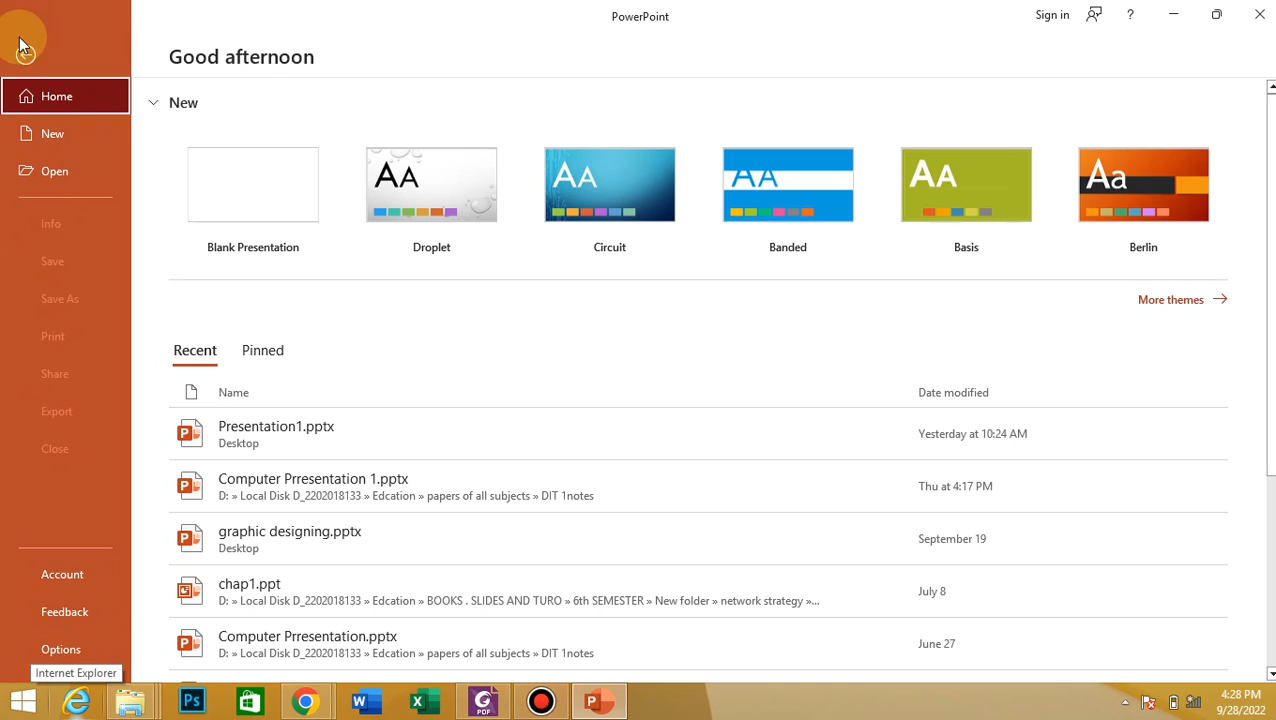 PowerPoint
Sign in
?
Good afternoon
Home
New
Open
Info
Save
Save As
Print
Share
Export
Close
Account
Feedback
Options
Internet Explorer
New
AA
AA
AA
AA
Aa
Blank Presentation
Droplet
Circuit
Banded
Basis
Berlin
More themes
Recent
Pinned
Name
Date modified
Presentation1.pptx
Desktop
Yesterday at 10:24 AM
Computer Prresentation 1.pptx
D: » Local Disk D_2202018133 » Edcation » papers of all subjects » DIT 1notes
Thu at 4:17 PM
graphic designing.pptx
Desktop
September 19
chap1.ppt
D: » Local Disk D_2202018133 » Edcation » BOOKS . SLIDES AND TURO » 6th SEMESTER » New folder » network strategy »...
July 8
Computer Prresentation.pptx
D: » Local Disk D_2202018133 » Edcation » papers of all subjects » DIT 1notes
June 27
Ps
W
X
PDF
P
4:28 PM
9/28/2022